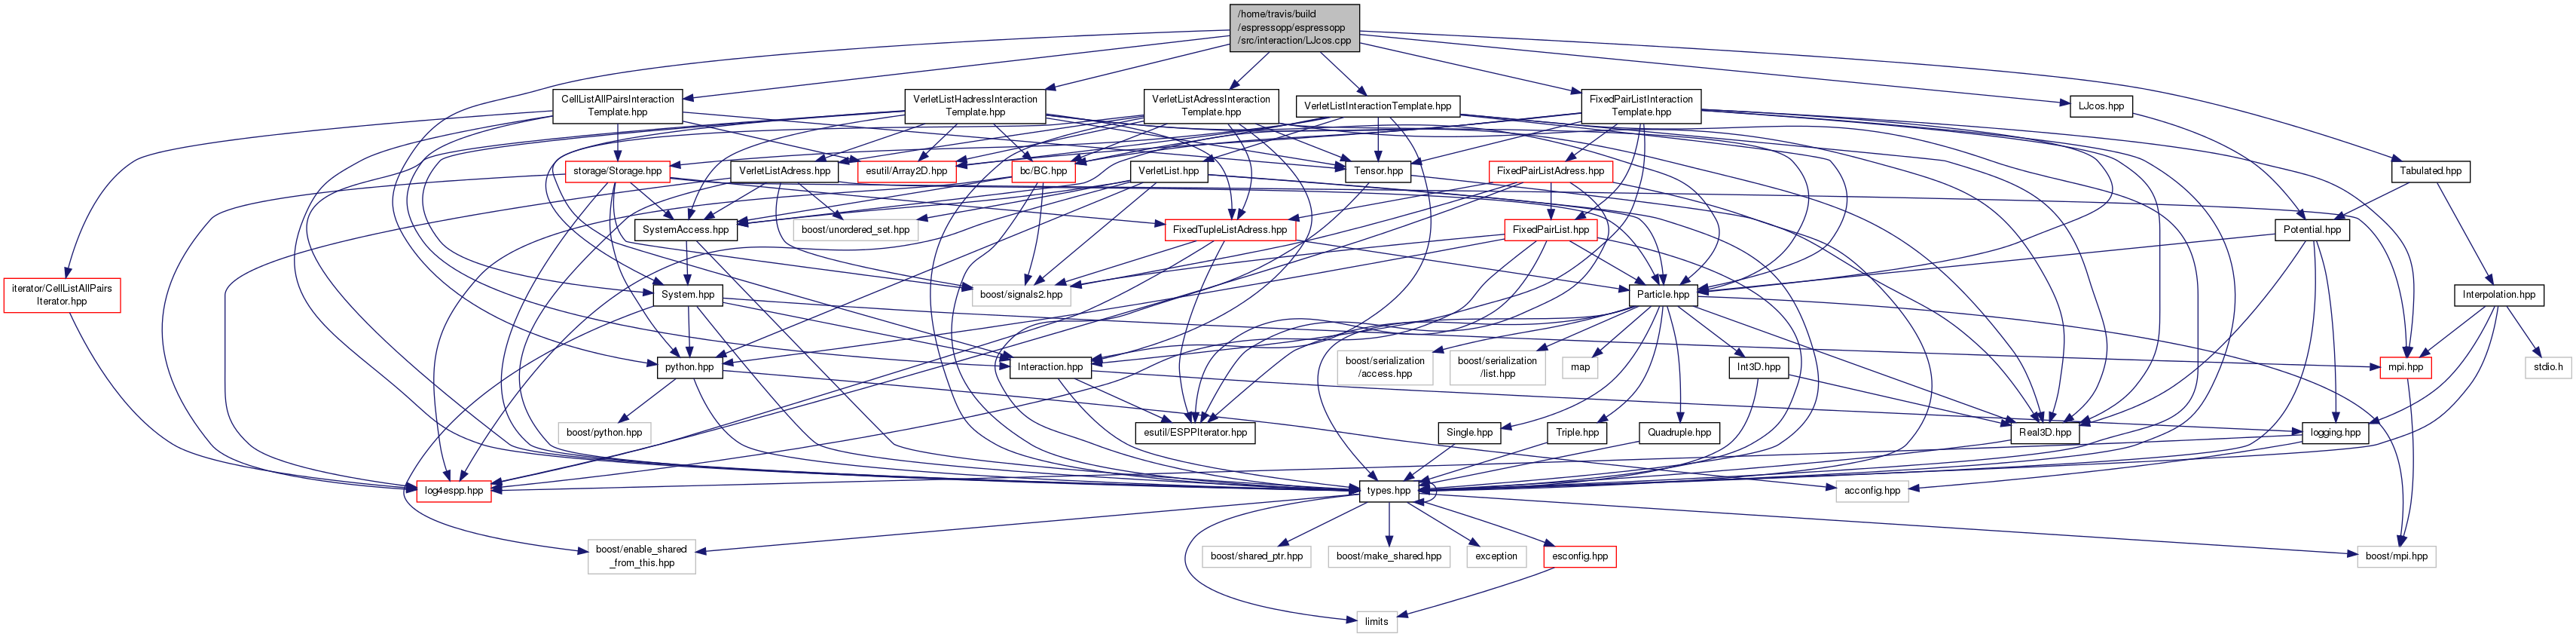 /home/travis/build
/espressopp/espressopp
/src/interaction/LJcos.cpp
CellListAllPairsInteraction
Template.hpp
VerletListHadressInteraction
Template.hpp
VerletListAdressInteraction
Template.hpp
VerletListInteractionTemplate.hpp
FixedPairListInteraction
Template.hpp
LJcos.hpp
storage/Storage.hpp
VerletListAdress.hpp
esutil/Array2D.hpp
bc/BC.hpp
VerletList.hpp
Tensor.hpp
FixedPairListAdress.hpp
Tabulated.hpp
SystemAccess.hpp
boost/unordered_set.hpp
FixedTupleListAdress.hpp
FixedPairList.hpp
Potential.hpp
iterator/CellListAllPairs
Iterator.hpp
System.hpp
boost/signals2.hpp
Particle.hpp
Interpolation.hpp
python.hpp
Interaction.hpp
boost/serialization
/access.hpp
boost/serialization
/list.hpp
map
Int3D.hpp
mpi.hpp
stdio.h
boost/python.hpp
esutil/ESPPIterator.hpp
Single.hpp
Triple.hpp
Quadruple.hpp
Real3D.hpp
logging.hpp
log4espp.hpp
types.hpp
acconfig.hpp
boost/enable_shared
_from_this.hpp
boost/shared_ptr.hpp
boost/make_shared.hpp
exception
esconfig.hpp
boost/mpi.hpp
limits